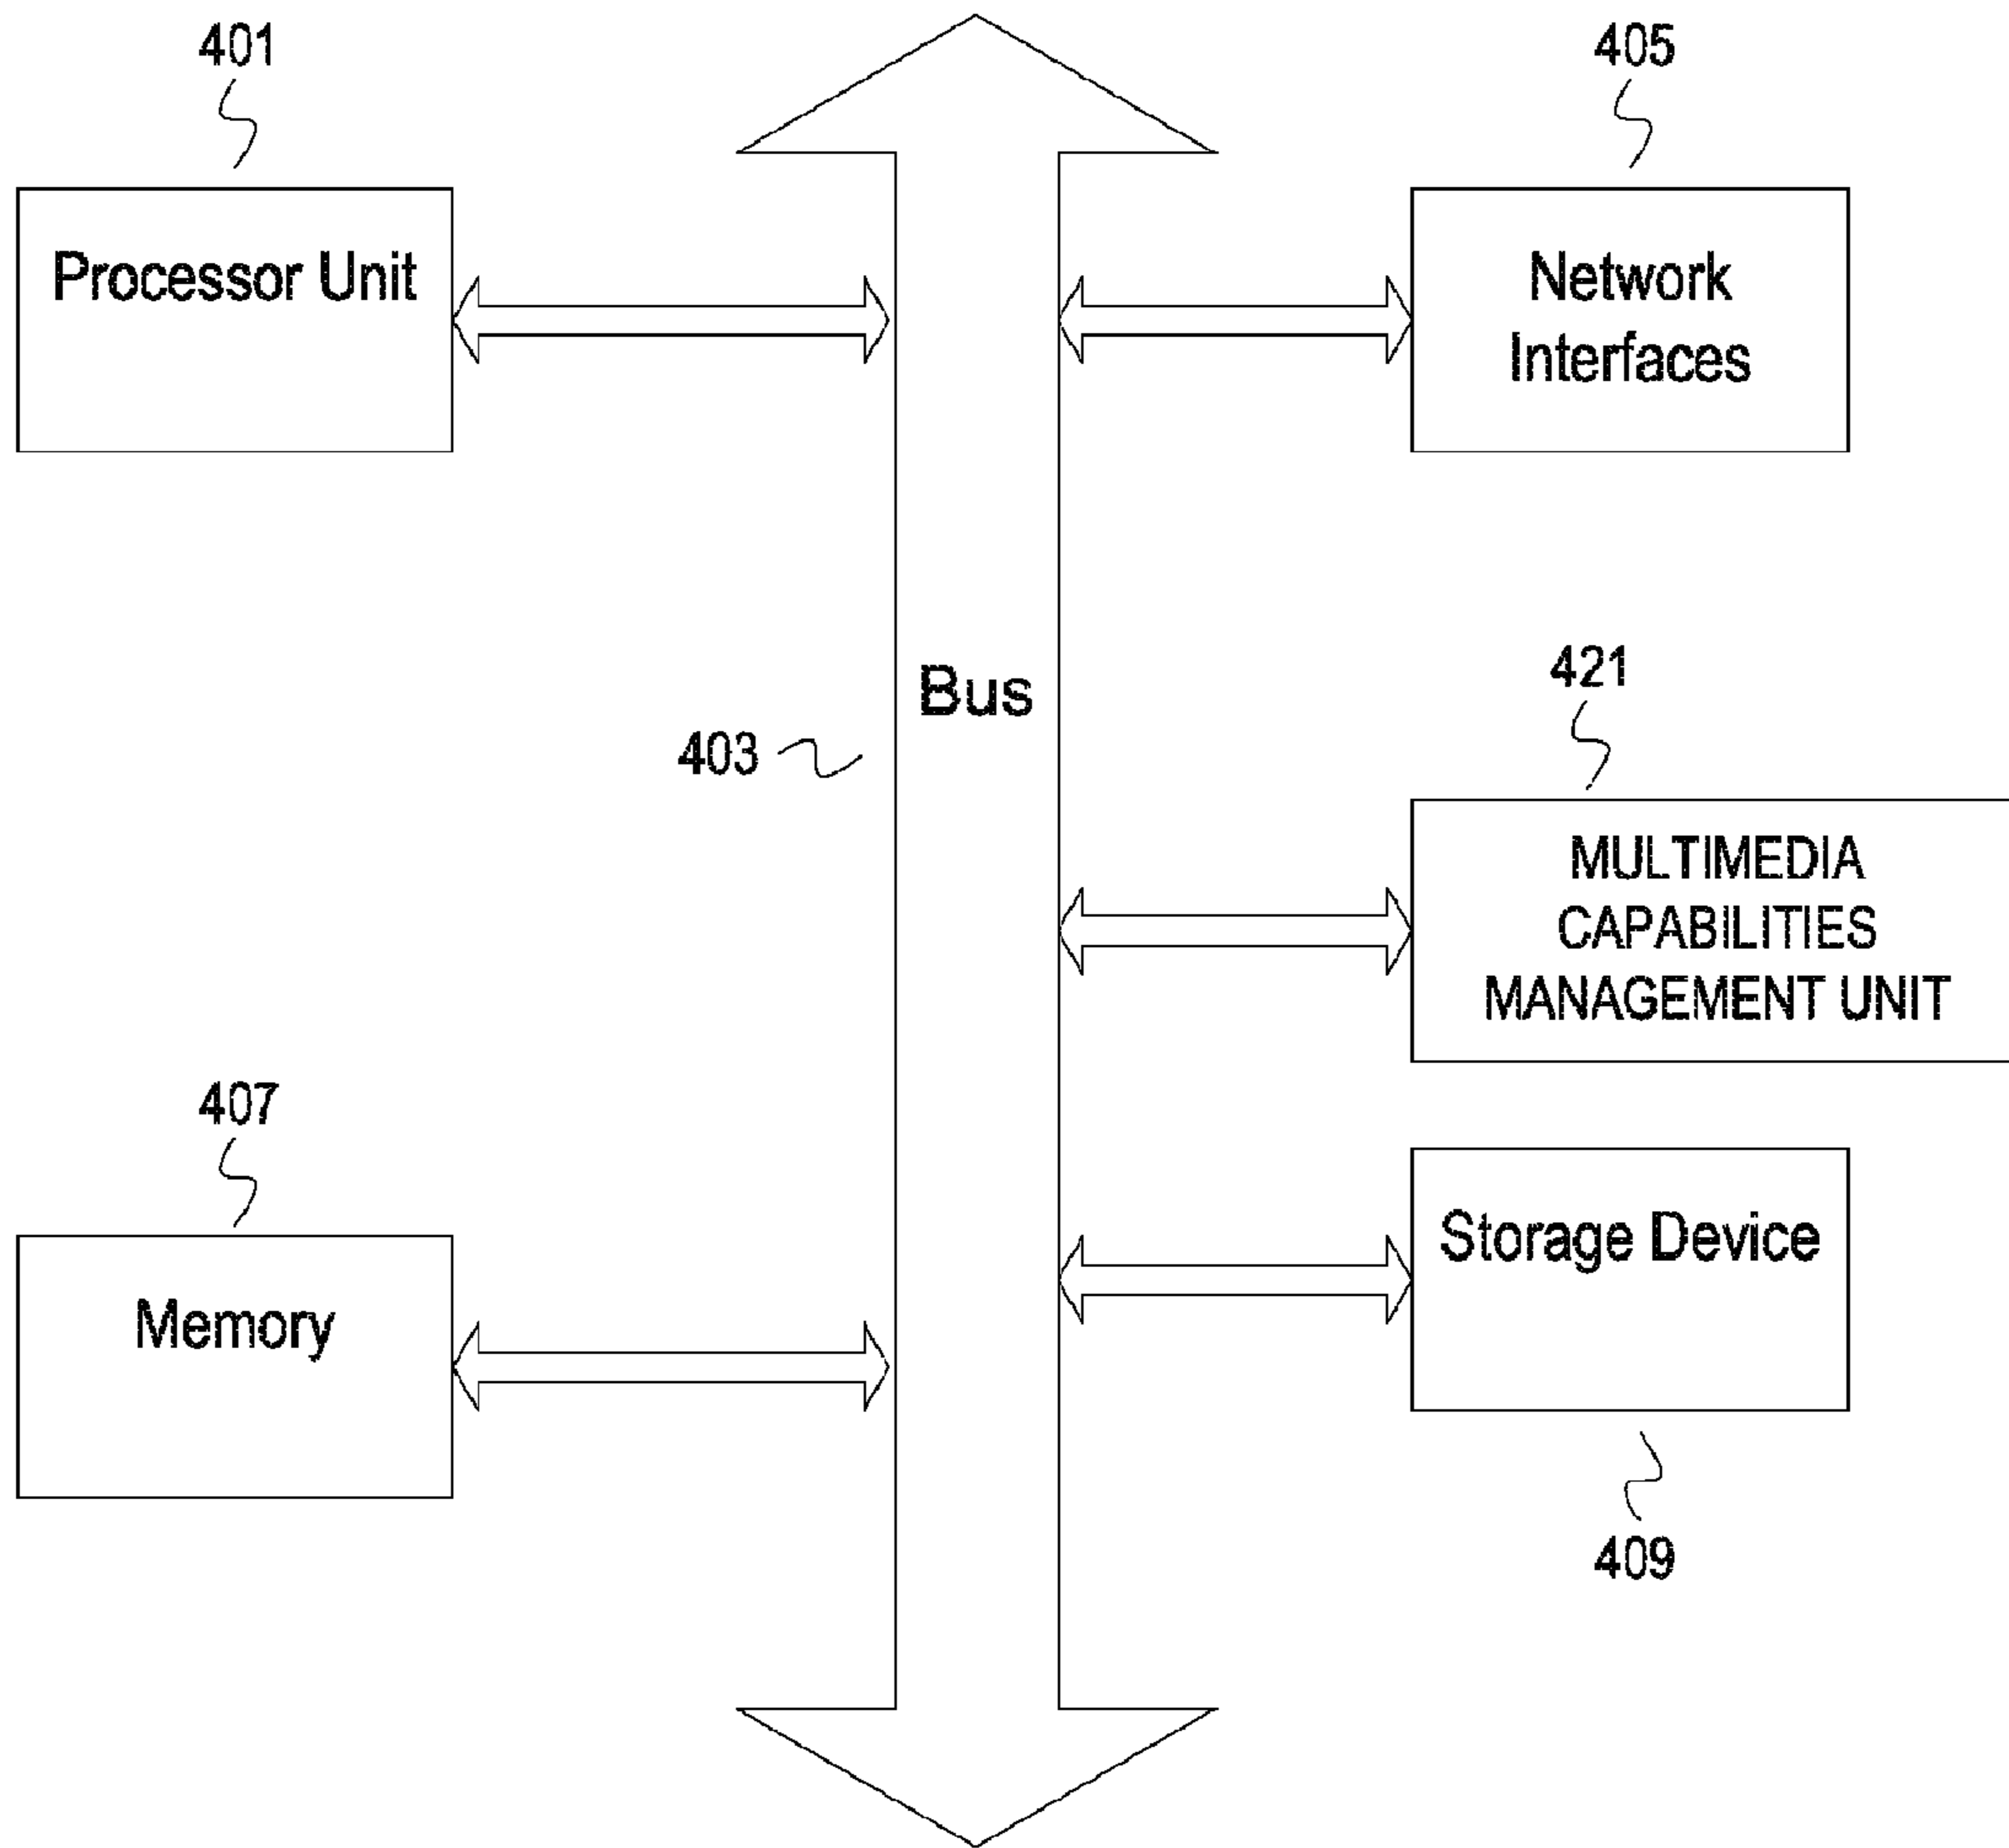 401
405
Processor Unit
Network
Interfaces
Bus
403
421
MULTIMEDIA
CAPABILITIES
MANAGEMENT UNIT
407
Memory
Storage Device
409